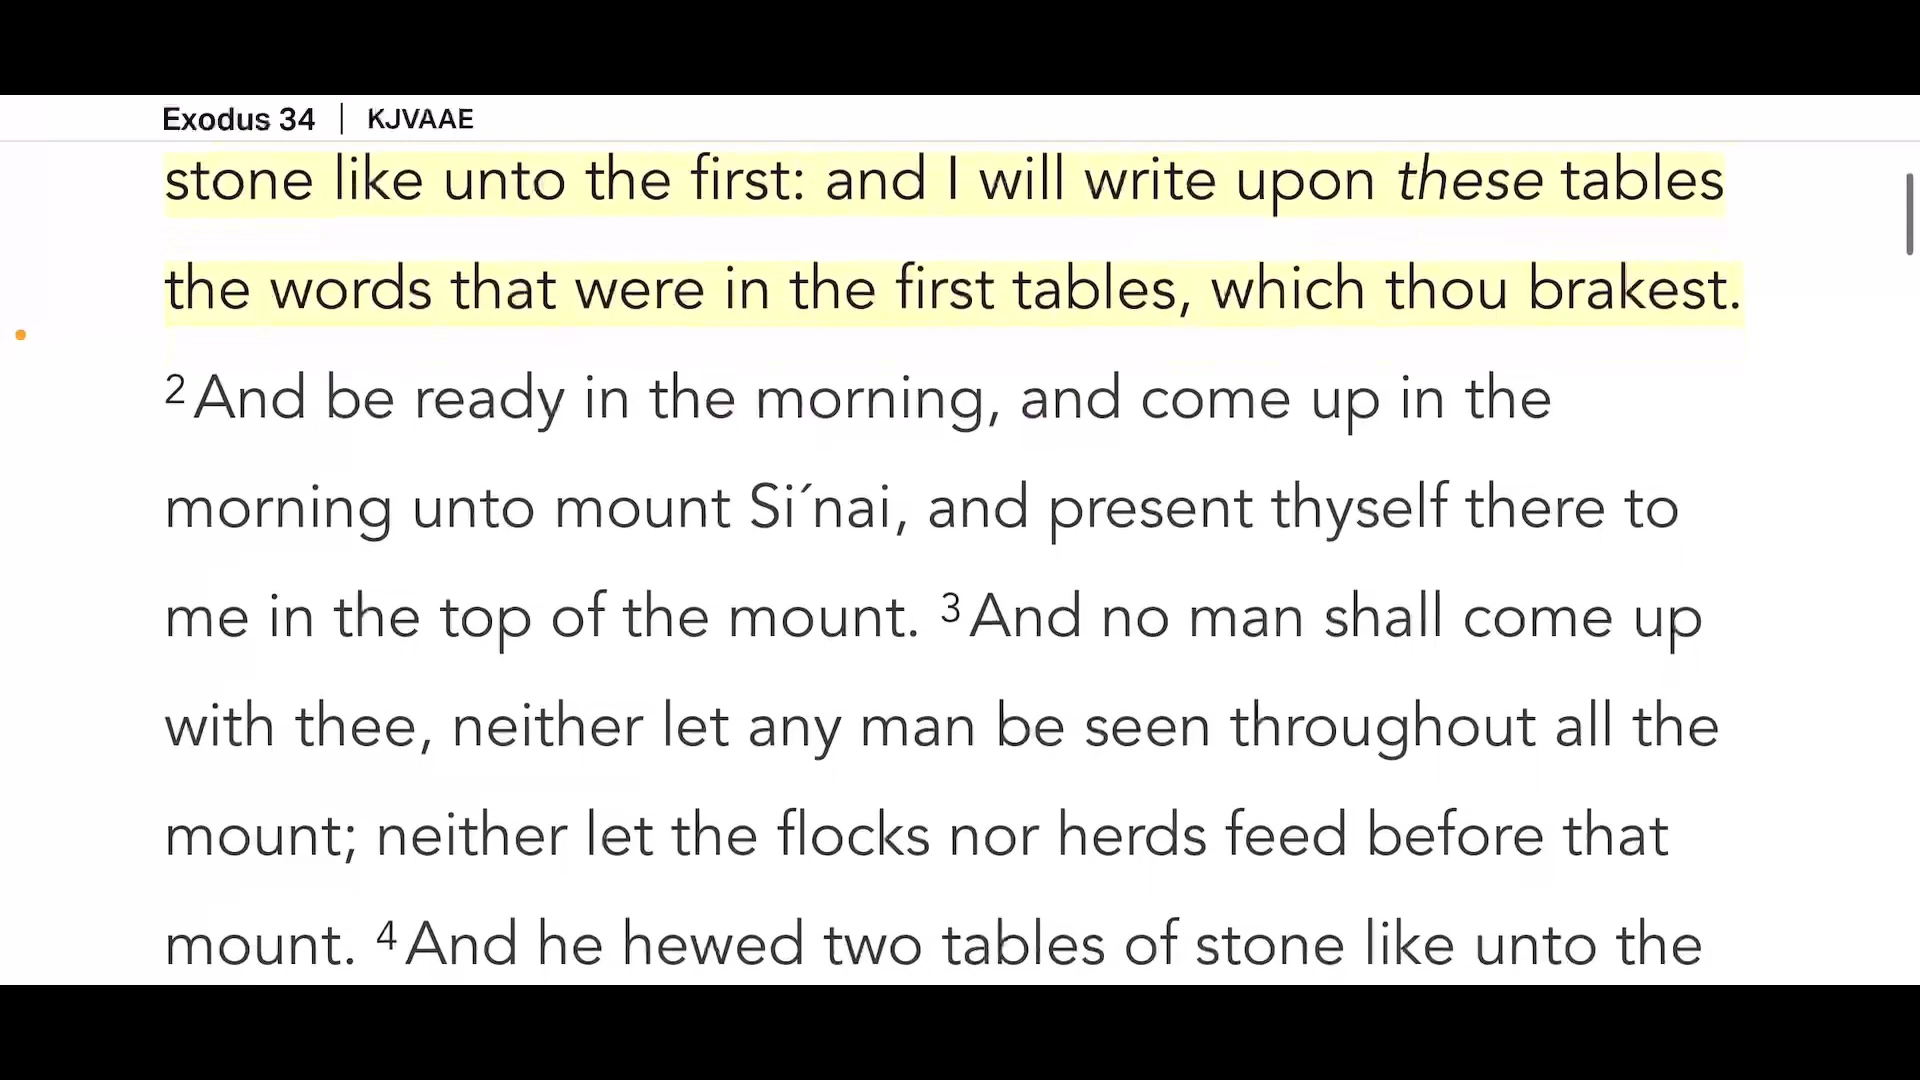 Exodus 34 | KJVAAE
stone like unto the first: and I will write upon these tables
the words that were in the first tables, which thou brakest.
2 And be ready in the morning, and come up in the
morning unto mount Si´nai, and present thyself there to
me in the top of the mount. 3 And no man shall come up
with thee, neither let any man be seen throughout all the
mount; neither let the flocks nor herds feed before that
mount. 4 And he hewed two tables of stone like unto the